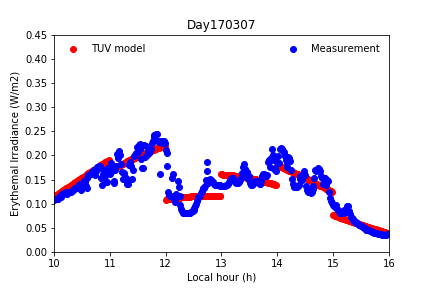 Day170307
TUV model
Measurement
Erythemal Irradiance (W/m2)
0.45
0.40
0.35
0.30
0.25
0.20
0.15
0.10
0.05
0.00
10 11 12 13 14 15 16
Local hour (h)